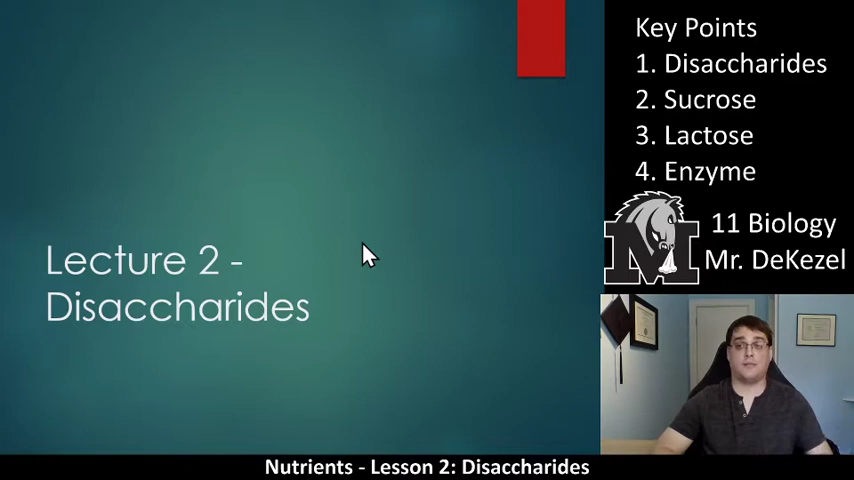 Lecture 2 -
Disaccharides
Key Points
1. Disaccharides
2. Sucrose
3. Lactose
4. Enzyme
M
11 Biology
Mr. DeKezel
Nutrients - Lesson 2: Disaccharides